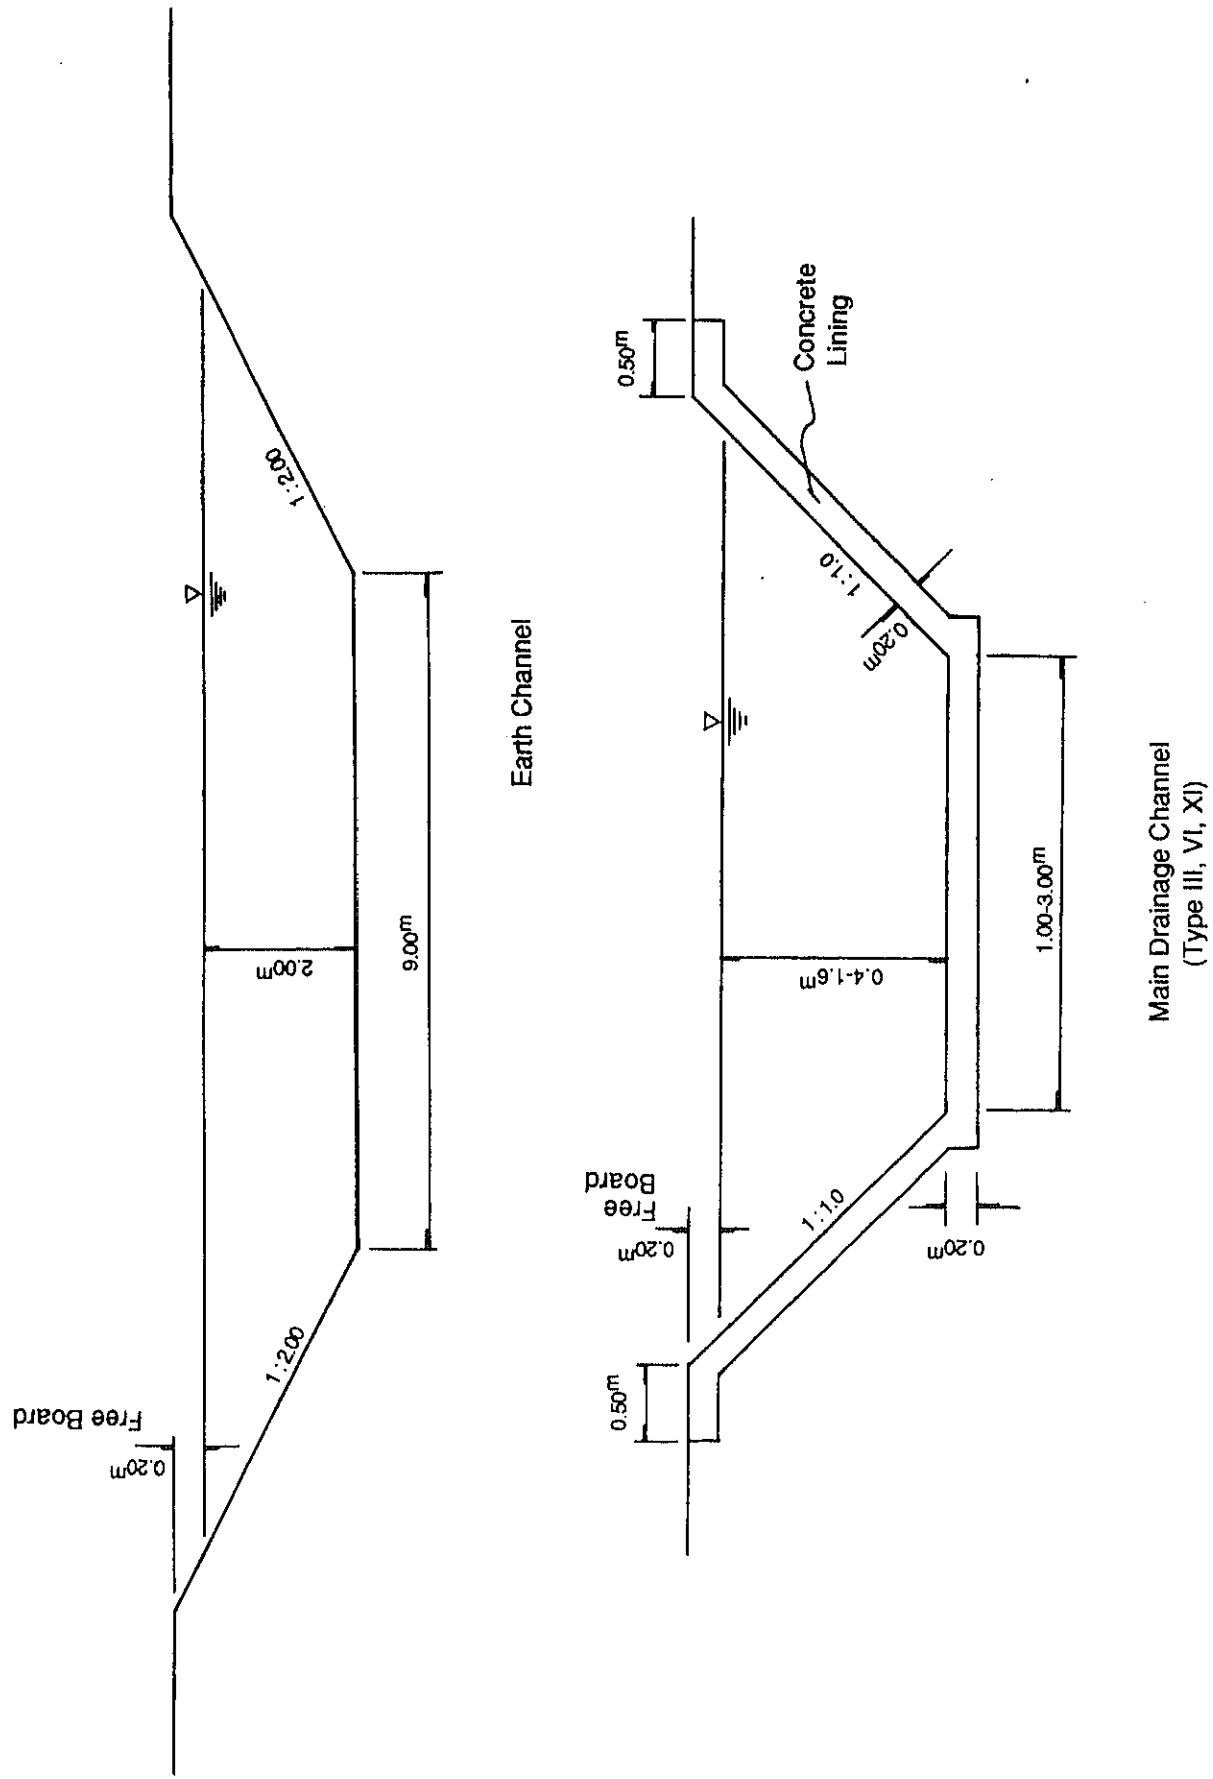 Free Board
0.20m
1:2.00
2.00m
1:2.00
9.00m
Earth Channel
0.50m
Free
Board
0.20m
1:1.0
0.4-1.6m
1:1.0
0.20m
0.50m
Concrete
Lining
0.20m
1.00-3.00m
Main Drainage Channel
(Type III, VI, XI)